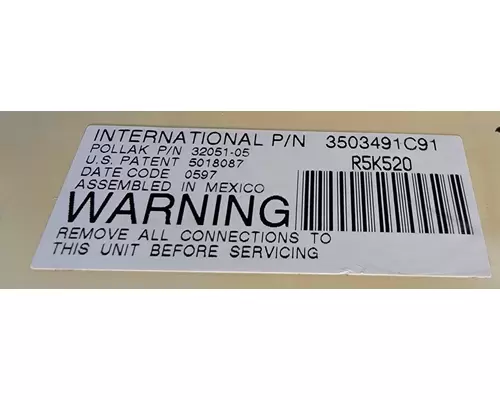 INTERNATIONAL P/N 3503491C91
POLLAK P/N 32051-05
R5K520
U.S. PATENT 5018087
DATE CODE 0597
ASSEMBLED IN MEXICO
WARNING
REMOVE ALL CONNECTIONS TO
THIS UNIT BEFORE SERVICING